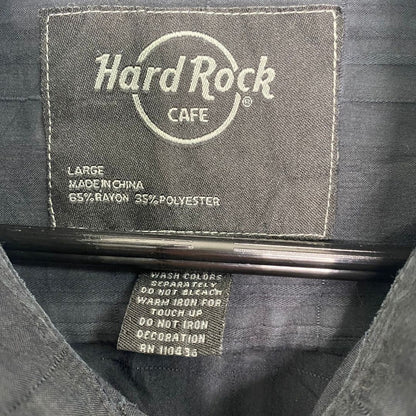 Hard Rock
CAFE
®
LARGE
MADE IN CHINA
65% RAYON 35% POLYESTER
WASH COLORS
SEPARATELY
DO NOT BLEACH
WARM IRON FOR
TOUCH UP
DO NOT IRON
DECORATION
RN 110436